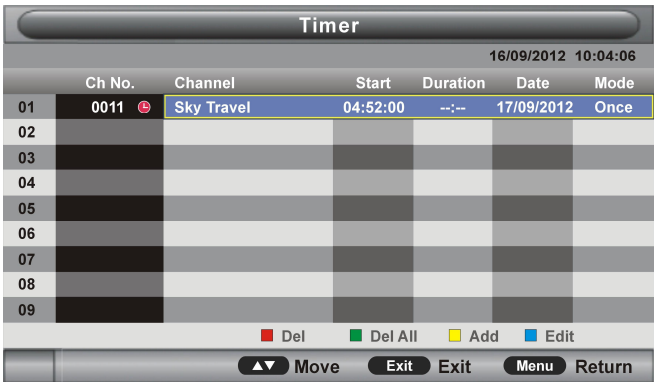 Timer
16/09/2012 10:04:06
Ch No. Channel Start Duration Date Mode
01 0011 Sky Travel 04:52:00 --:-- 17/09/2012 Once
02
03
04
05
06
07
08
09
Del Del All Add Edit
▲▼ Move Exit Exit Menu Return